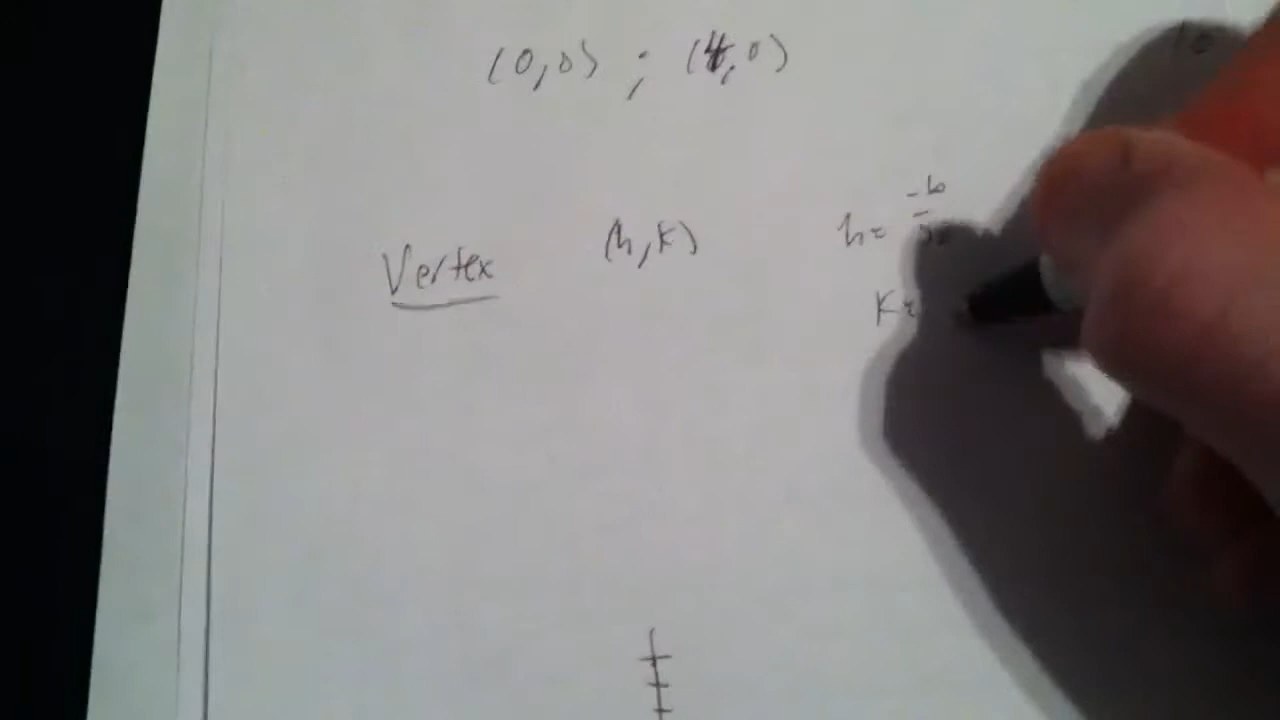 (0,0) ; (4,0)
Vertex (h,k) h= -b
k=